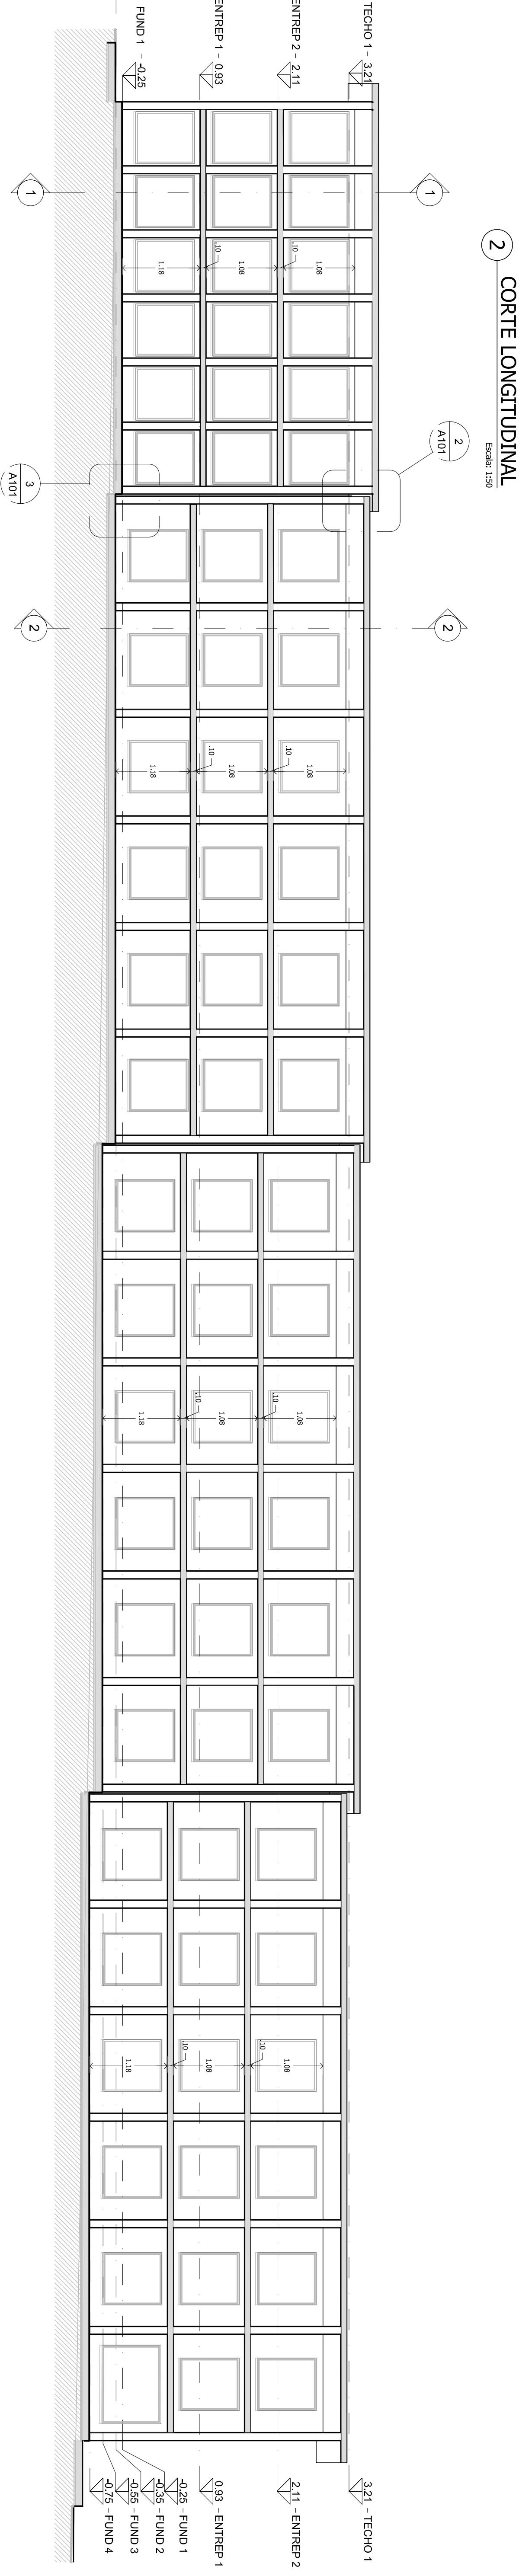 2 CORTE LONGITUDINAL
Escala: 1:50
TECHO 1 - 3.21
ENTREP 2 - 2.11
ENTREP 1 - 0.93
FUND 1 - -0.25
1
1
2
A101
3
A101
2
2
1.08
.10
1.08
.10
1.18
1.08
.10
1.08
.10
1.18
1.08
.10
1.08
.10
1.18
1.08
.10
1.08
.10
1.18
3.21 - TECHO 1
2.11 - ENTREP 2
0.93 - ENTREP 1
-0.25 - FUND 1
-0.35 - FUND 2
-0.55 - FUND 3
-0.75 - FUND 4